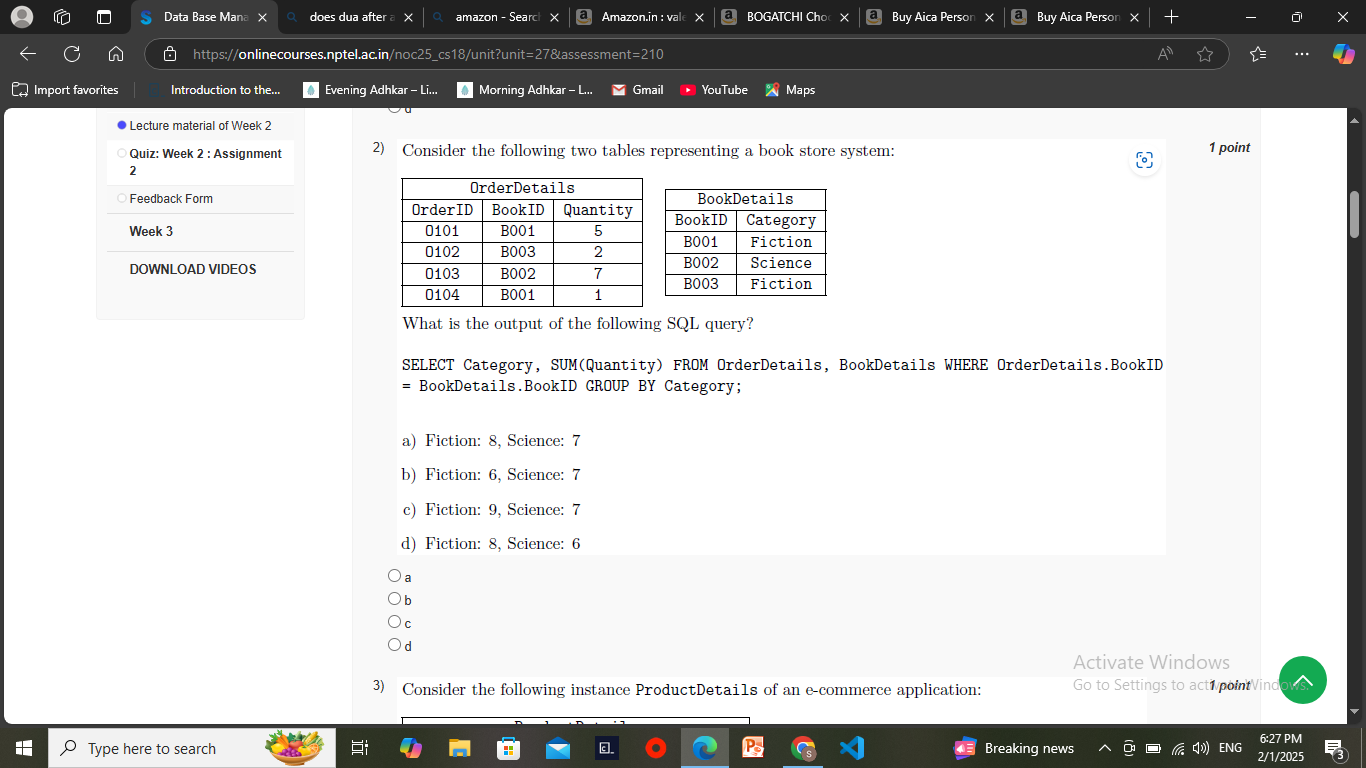 Data Base Mana
does dua after a
amazon - Search
Amazon.in : vale
BOGATCHI Cho
Buy Aica Person
Buy Aica Person
https://onlinecourses.nptel.ac.in/noc25_cs18/unit?unit=27&assessment=210
Import favorites
Introduction to the...
Evening Adhkar – Li...
Morning Adhkar – L...
Gmail
YouTube
Maps
Lecture material of Week 2
Quiz: Week 2 : Assignment
2
Feedback Form
Week 3
DOWNLOAD VIDEOS
2) Consider the following two tables representing a book store system: 1 point
OrderDetails
OrderID BookID Quantity
O101 B001 5
O102 B003 2
O103 B002 7
O104 B001 1
BookDetails
BookID Category
B001 Fiction
B002 Science
B003 Fiction
What is the output of the following SQL query?
SELECT Category, SUM(Quantity) FROM OrderDetails, BookDetails WHERE OrderDetails.BookID
= BookDetails.BookID GROUP BY Category;
a) Fiction: 8, Science: 7
b) Fiction: 6, Science: 7
c) Fiction: 9, Science: 7
d) Fiction: 8, Science: 6
a
b
c
d
3) Consider the following instance ProductDetails of an e-commerce application: 1 point
Activate Windows
Go to Settings to activate Windows.
Type here to search
Breaking news
ENG
6:27 PM
2/1/2025
3